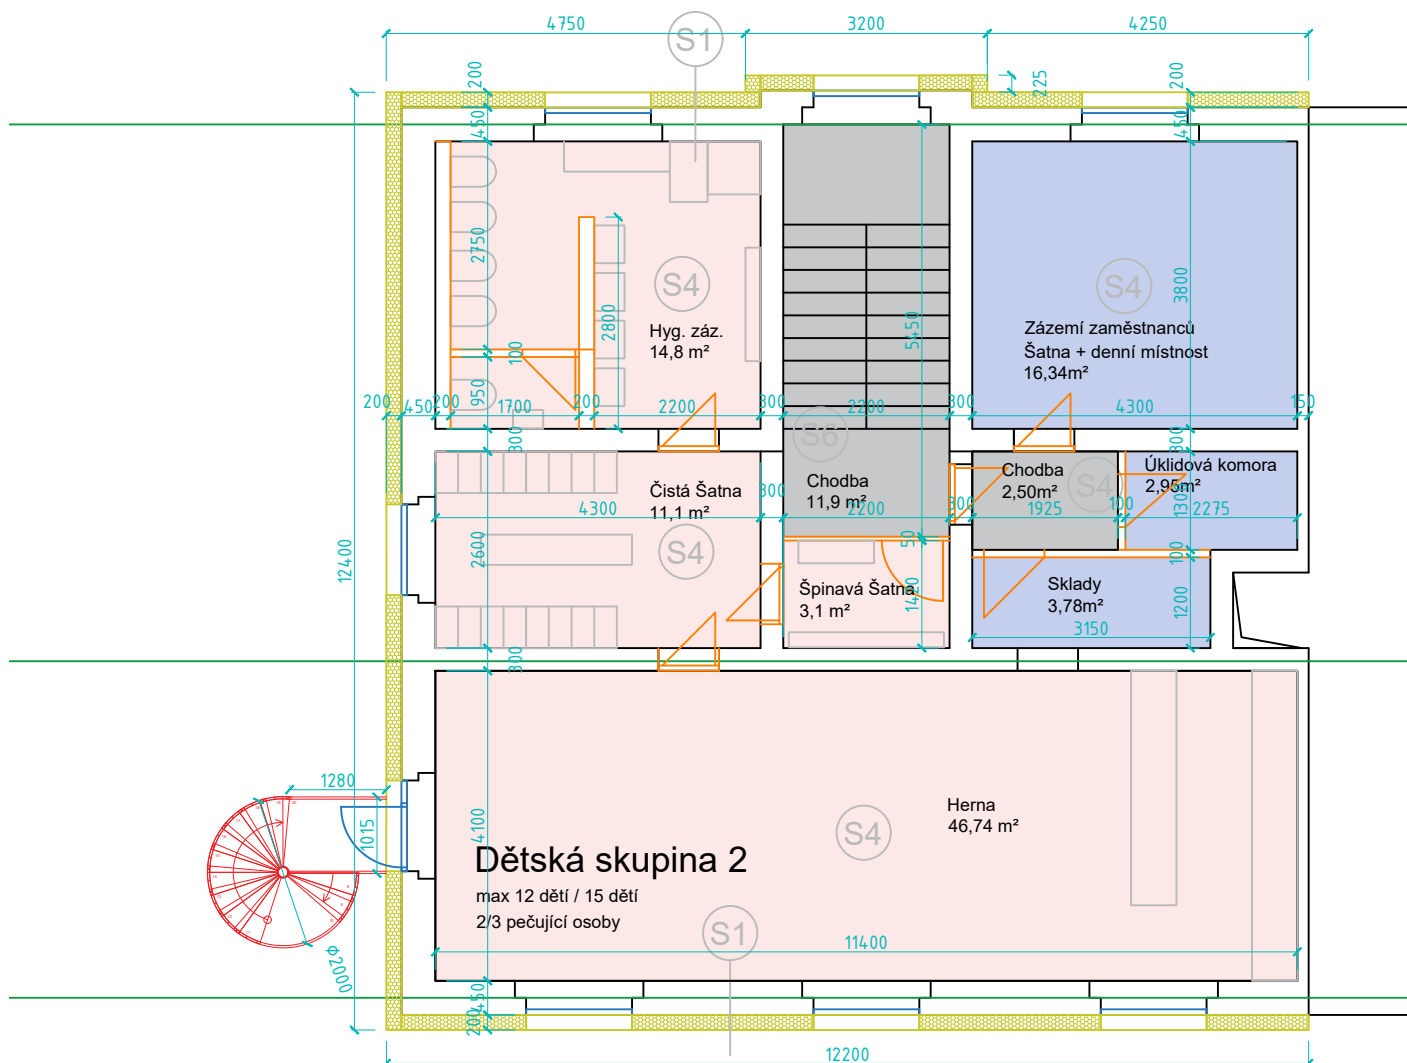 4750
3200
4250
S1
200
225
200
450
450
2750
2800
S4
Hyg. záz.
14,8 m²
100
950
5450
S4
3800
Zázemí zaměstnanců
Šatna + denní místnost
16,34m²
200
450
200
1700
200
2200
300
2200
300
4300
150
300
S6
300
Čistá Šatna
11,1 m²
300
4300
2600
S4
Chodba
11,9 m²
2200
300
Chodba
2,50m²
S4
1925
100
Úklidová komora
2,95m²
1300
2275
12400
50
100
Špinavá Šatna
3,1 m²
1420
Sklady
3,78m²
1200
3150
300
1280
1015
4100
Herna
46,74 m²
S4
Dětská skupina 2
max 12 dětí / 15 dětí
2/3 pečující osoby
S1
11400
ϕ2000
450
200
12200